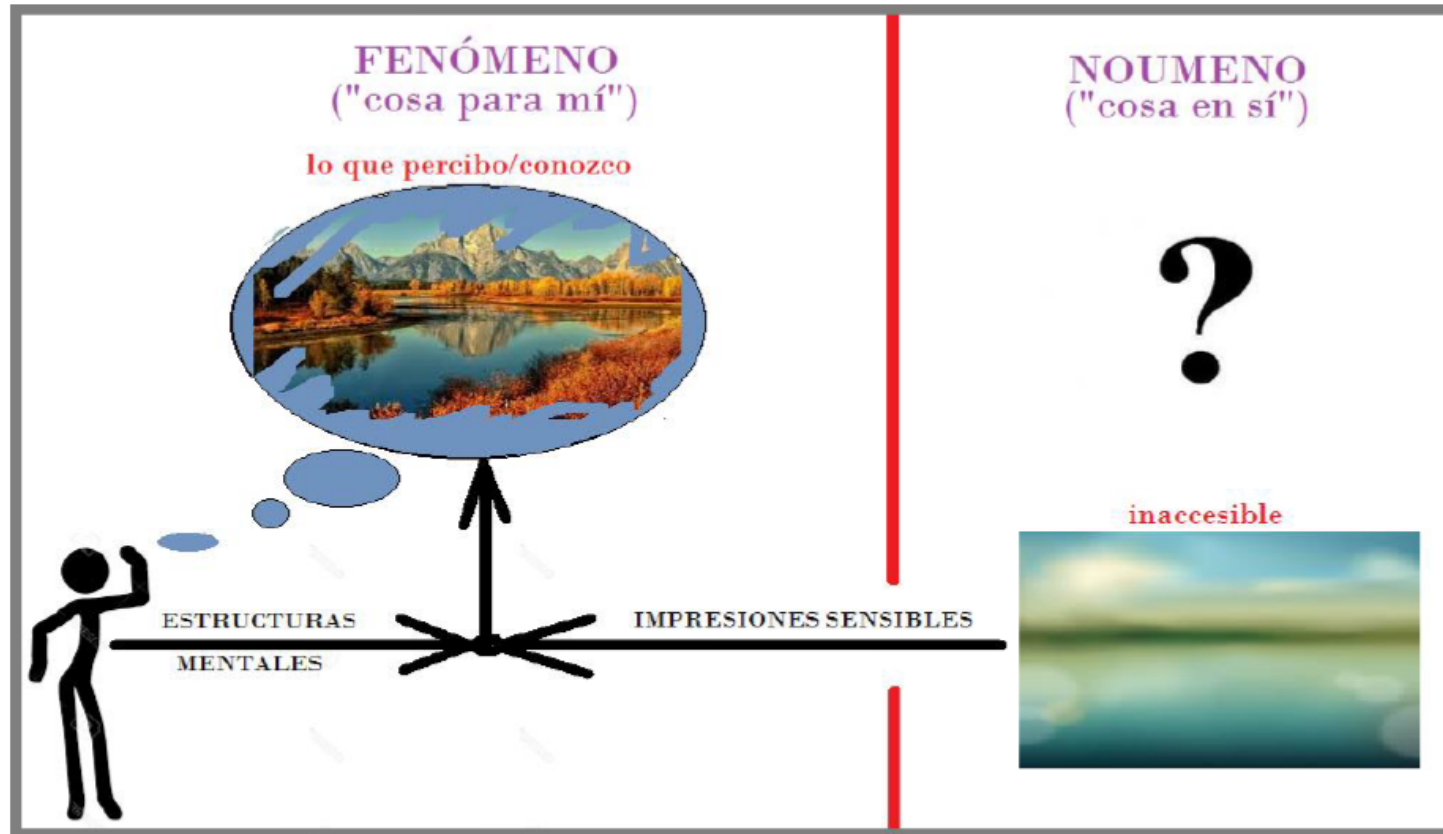 FENÓMENO
("cosa para mí")
lo que percibo/conozco
NOUMENO
("cosa en sí")
?
inaccesible
ESTRUCTURAS
MENTALES
IMPRESIONES SENSIBLES